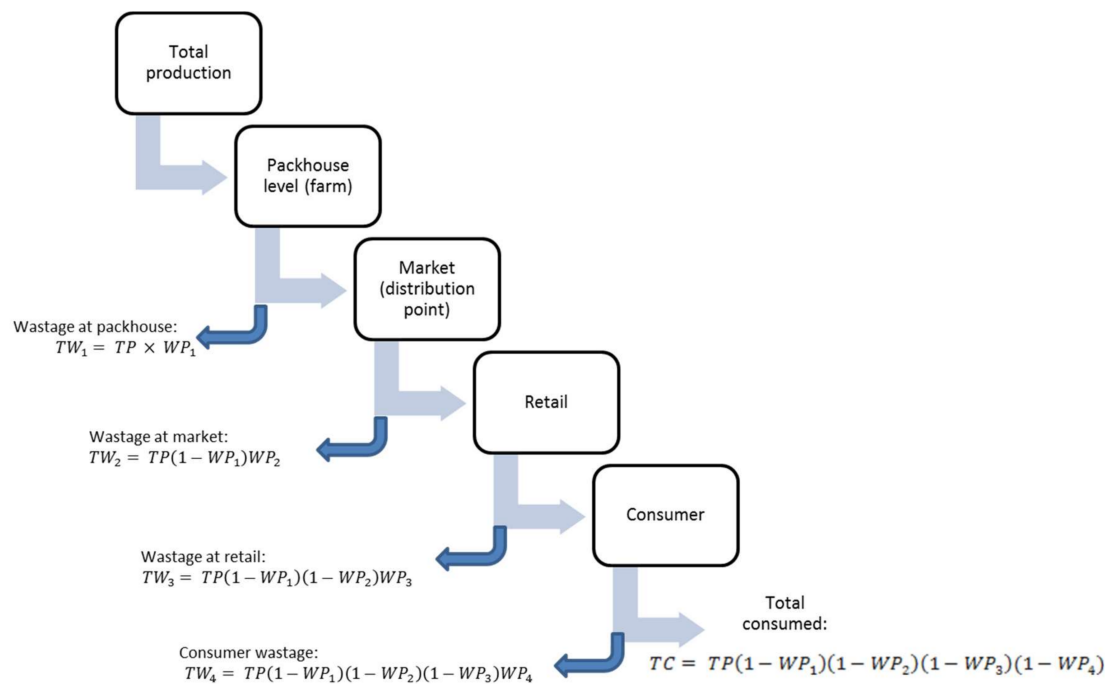 Total
production
Packhouse
level (farm)
Market
(distribution
point)
Wastage at packhouse:
TW₁ = TP × WP₁
Retail
Wastage at market:
TW₂ = TP(1 − WP₁)WP₂
Consumer
Wastage at retail:
TW₃ = TP(1 − WP₁)(1 − WP₂)WP₃
Total
consumed:
Consumer wastage:
TW₄ = TP(1 − WP₁)(1 − WP₂)(1 − WP₃)WP₄
TC = TP(1 − WP₁)(1 − WP₂)(1 − WP₃)(1 − WP₄)